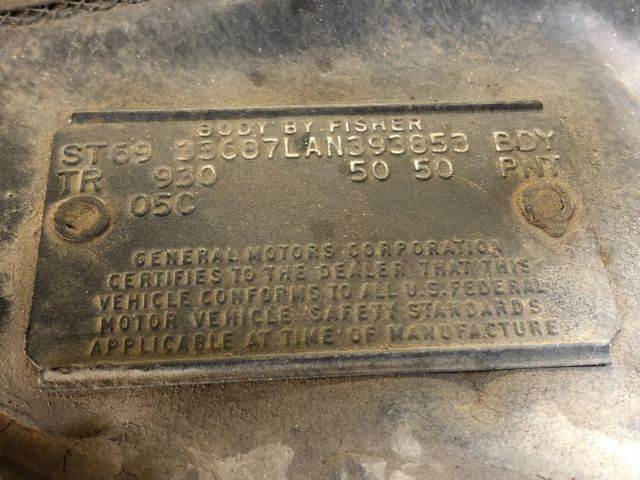 BODY BY FISHER
ST69 33687LAN393853 BDY
TR 930 50 50 PNT
05C
GENERAL MOTORS CORPORATION
CERTIFIES TO THE DEALER THAT THIS
VEHICLE CONFORMS TO ALL U.S. FEDERAL
MOTOR VEHICLE SAFETY STANDARDS
APPLICABLE AT TIME OF MANUFACTURE